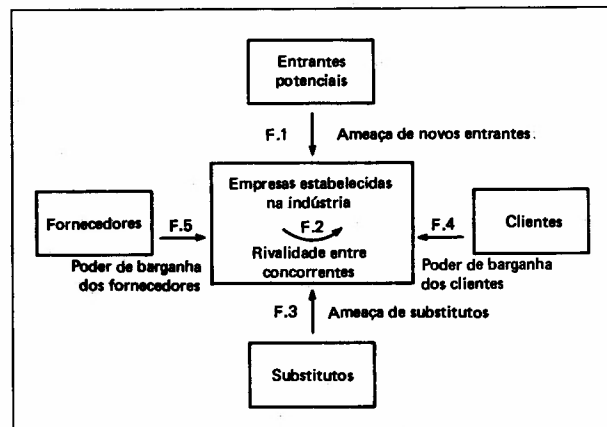 Entrantes
potenciais
F.1
Ameaça de novos entrantes.
Empresas estabelecidas
na indústria
F.2
Rivalidade entre
concorrentes
Fornecedores
F.5
Poder de barganha
dos fornecedores
F.4
Clientes
Poder de barganha
dos clientes
F.3
Ameaça de substitutos
Substitutos